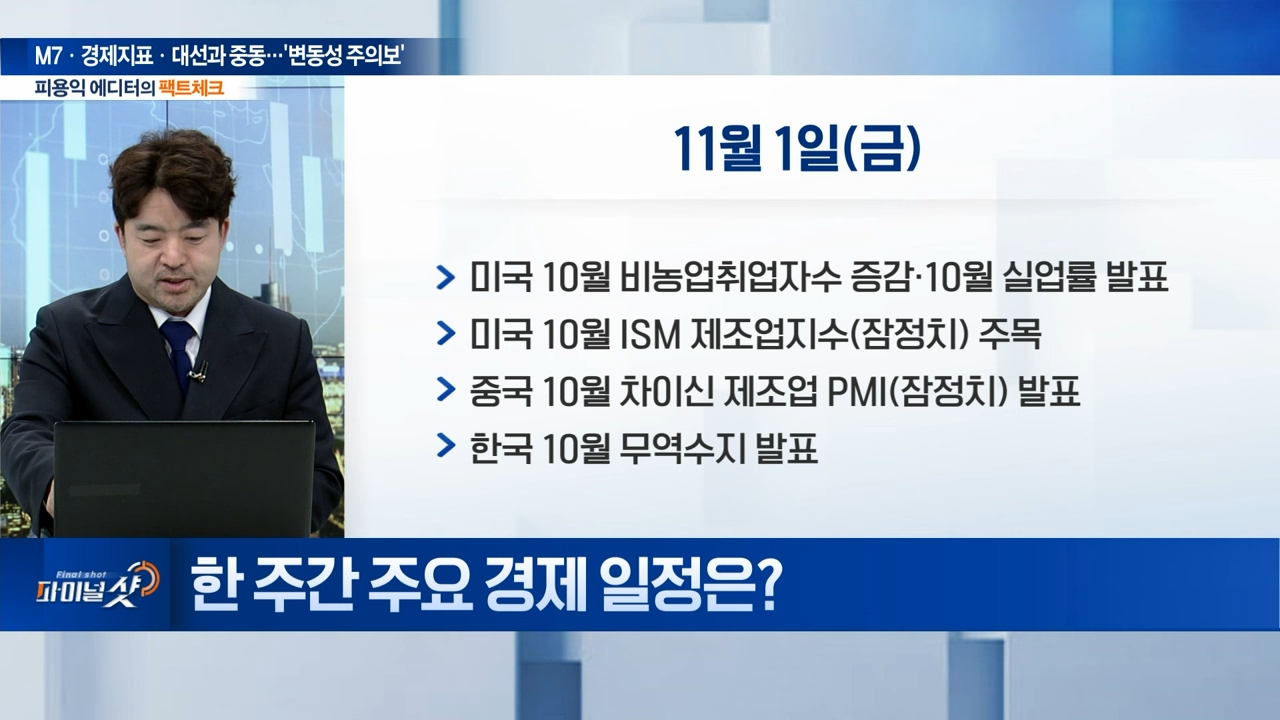 M7 · 경제지표 · 대선과 중동…'변동성 주의보'
피용익 에디터의 팩트체크
11월 1일(금)
미국 10월 비농업취업자수 증감·10월 실업률 발표
미국 10월 ISM 제조업지수(잠정치) 주목
중국 10월 차이신 제조업 PMI(잠정치) 발표
한국 10월 무역수지 발표
Final shot
파이널샷
한 주간 주요 경제 일정은?